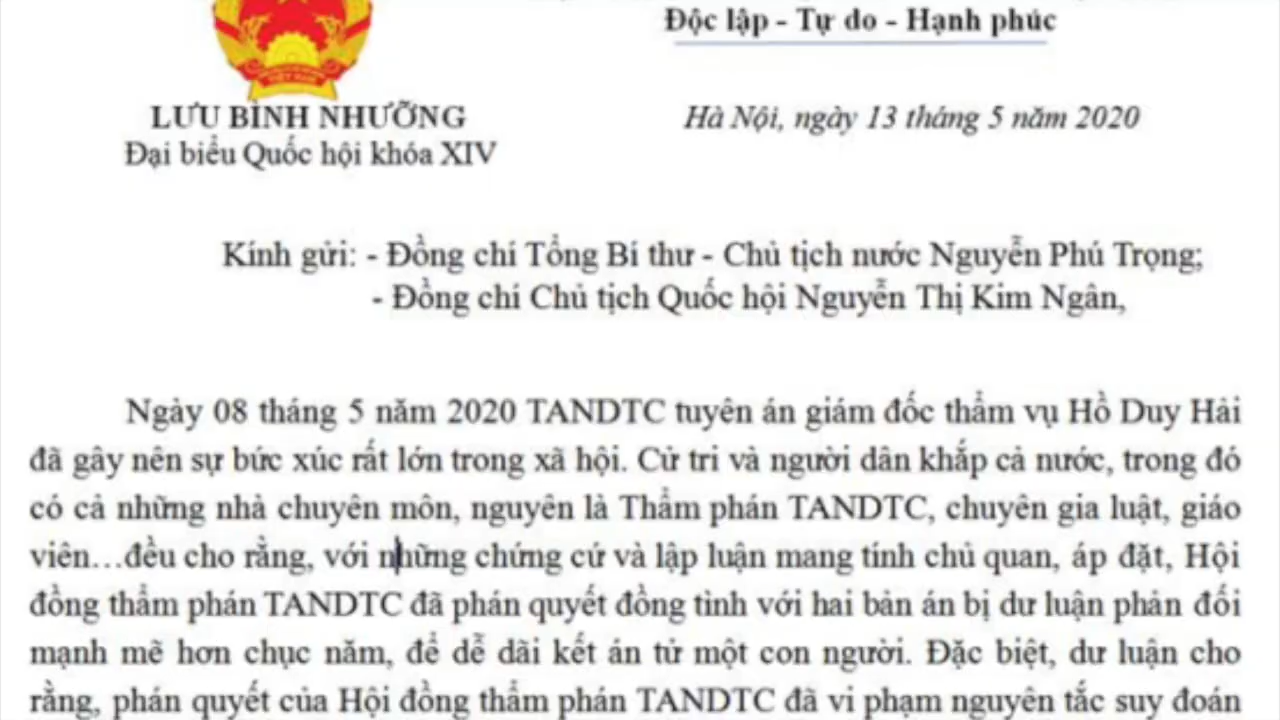 Độc lập - Tự do - Hạnh phúc
VIỆT NAM
LƯU BÌNH NHƯỠNG
Hà Nội, ngày 13 tháng 5 năm 2020
Đại biểu Quốc hội khóa XIV
Kính gửi: - Đồng chí Tổng Bí thư - Chủ tịch nước Nguyễn Phú Trọng;
- Đồng chí Chủ tịch Quốc hội Nguyễn Thị Kim Ngân,
Ngày 08 tháng 5 năm 2020 TANDTC tuyên án giám đốc thẩm vụ Hồ Duy Hải
đã gây nên sự bức xúc rất lớn trong xã hội. Cử tri và người dân khắp cả nước, trong đó
có cả những nhà chuyên môn, nguyên là Thẩm phán TANDTC, chuyên gia luật, giáo
viên…đều cho rằng, với những chứng cứ và lập luận mang tính chủ quan, áp đặt, Hội
đồng thẩm phán TANDTC đã phán quyết đồng tình với hai bản án bị dư luận phản đối
mạnh mẽ hơn chục năm, để dễ dãi kết án tử một con người. Đặc biệt, dư luận cho
rằng, phán quyết của Hội đồng thẩm phán TANDTC đã vi phạm nguyên tắc suy đoán